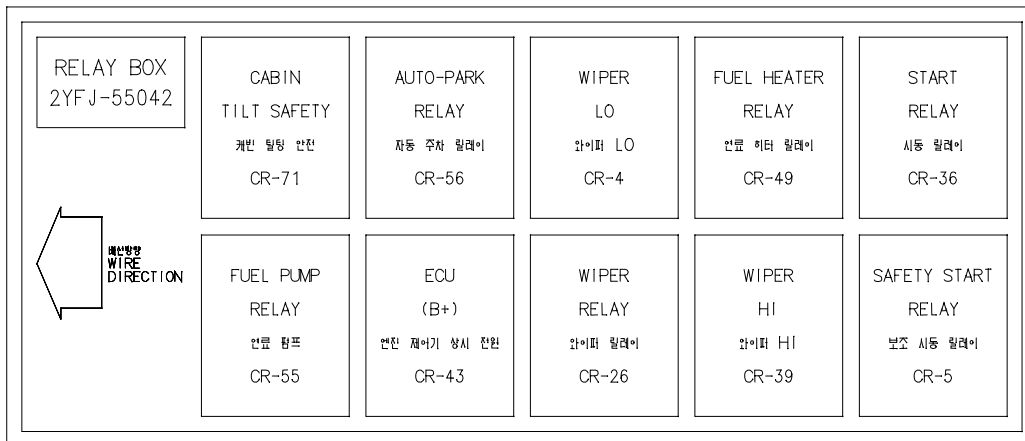 RELAY BOX
2YFJ-55042
CABIN
TILT SAFETY
캐빈 틸팅 안전
CR-71
AUTO-PARK
RELAY
자동 주차 릴레이
CR-56
WIPER
LO
와이퍼 LO
CR-4
FUEL HEATER
RELAY
연료 히터 릴레이
CR-49
START
RELAY
시동 릴레이
CR-36
배선방향
WIRE
DIRECTION
FUEL PUMP
RELAY
연료 펌프
CR-55
ECU
(B+)
엔진 제어기 상시 전원
CR-43
WIPER
RELAY
와이퍼 릴레이
CR-26
WIPER
HI
와이퍼 HI
CR-39
SAFETY START
RELAY
보조 시동 릴레이
CR-5